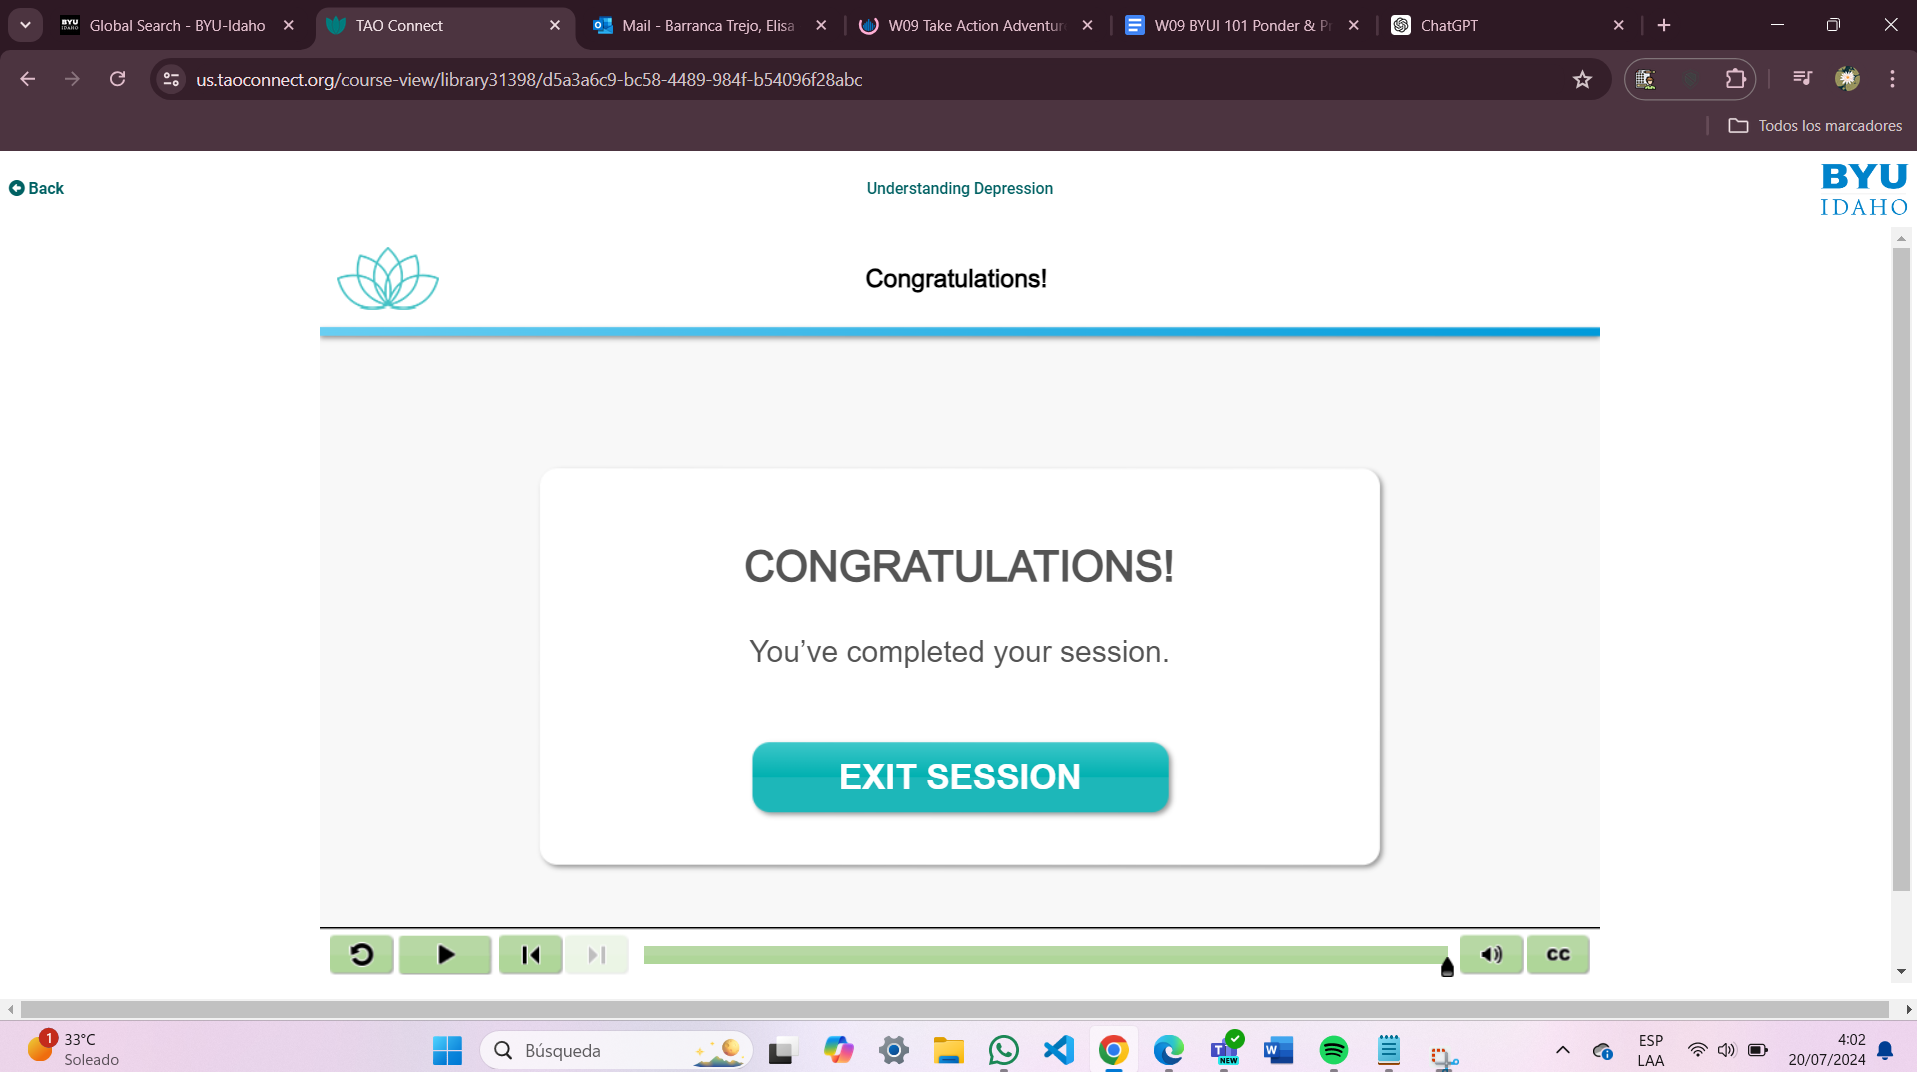 BYU
IDAHO
Global Search - BYU-Idaho
TAO Connect
Mail - Barranca Trejo, Elisa
W09 Take Action Adventur
W09 BYUI 101 Ponder & Pr
ChatGPT
us.taoconnect.org/course-view/library31398/d5a3a6c9-bc58-4489-984f-b54096f28abc
Todos los marcadores
Back
Understanding Depression
BYU
IDAHO
Congratulations!
CONGRATULATIONS!
You’ve completed your session.
EXIT SESSION
CC
1
33°C
Soleado
Búsqueda
NEW
ESP
LAA
4:02
20/07/2024